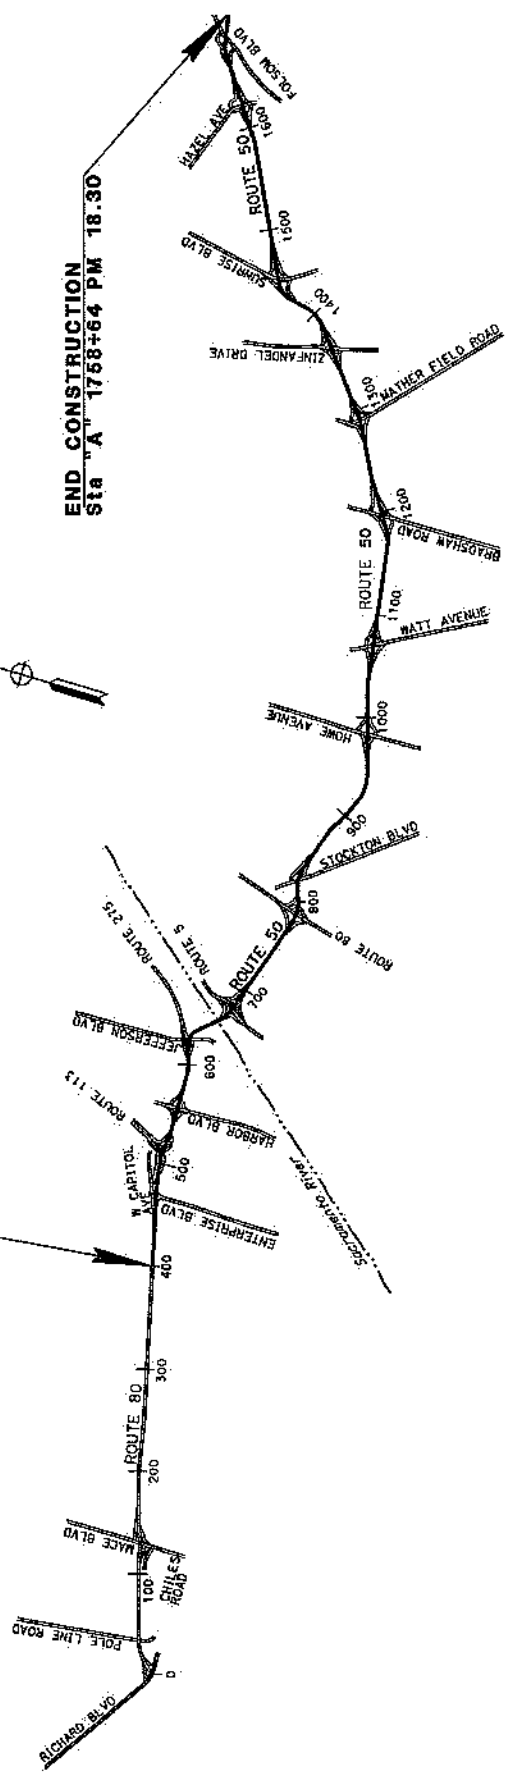 END CONSTRUCTION
Sta "A" 1758+64 PM 18.30
RICHARD BLVD
0
POLE LINE ROAD
100
CHILES
ROAD
MACE BLVD
200
ROUTE 80
300
400
ENTERPRISE BLVD
W CAPITOL
AVE
500
ROUTE 113
HARBOR BLVD
600
JEFFERSON BLVD
ROUTE 275
ROUTE 5
Sacramento River
700
ROUTE 50
800
ROUTE 80
STOCKTON BLVD
900
HOWE AVENUE
1000
WATT AVENUE
1100
ROUTE 50
BRADSHAW ROAD
1200
MATHER FIELD ROAD
1300
ZINFANDEL DRIVE
1400
SUNRISE BLVD
1500
ROUTE 50
HAZEL AVE
1600
FOLSOM BLVD